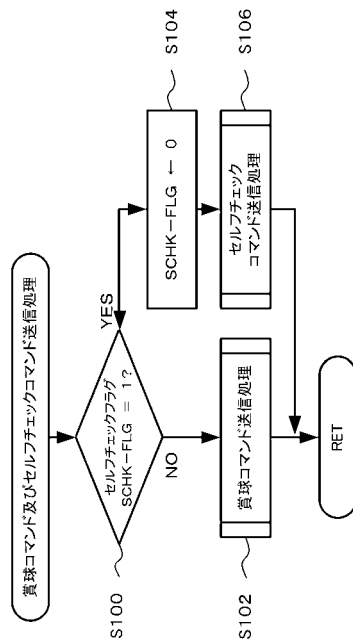 賞球コマンド及びセルフチェックコマンド送信処理
セルフチェックフラグ
SCHK-FLG = 1?
S100
YES
NO
SCHK-FLG ← 0
S104
賞球コマンド送信処理
S102
セルフチェック
コマンド送信処理
S106
RET